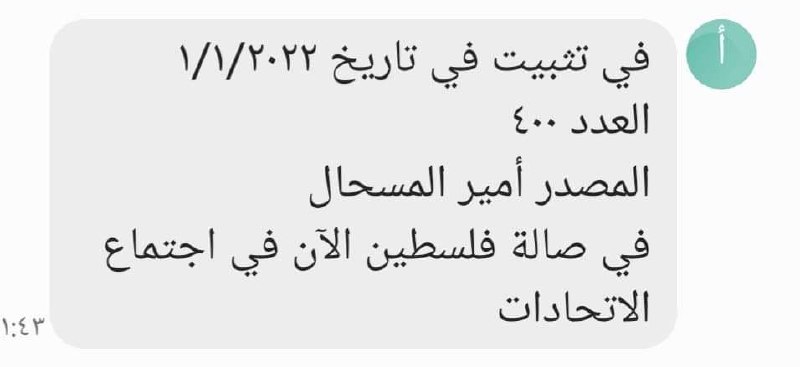 أ
في تثبيت في تاريخ ١/١/٢٠٢٢
العدد ٤٠٠
المصدر أمير المسحال
في صالة فلسطين الآن في اجتماع
الاتحادات
١:٤٣